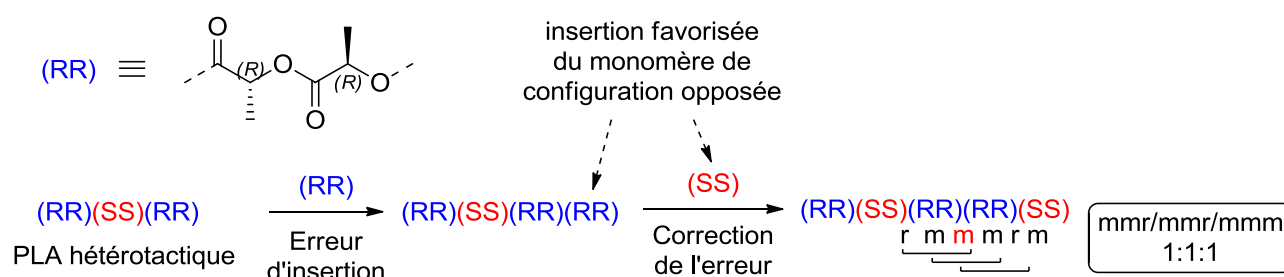 (RR) ≡
O
(R)
O
O
(R)
O
insertion favorisée
du monomère de
configuration opposée
(RR)(SS)(RR)
PLA hétérotactique
(RR)
Erreur
d'insertion
(RR)(SS)(RR)(RR)
(SS)
Correction
de l'erreur
(RR)(SS)(RR)(RR)(SS)
r m m m r m
mmr/mmr/mmm
1:1:1